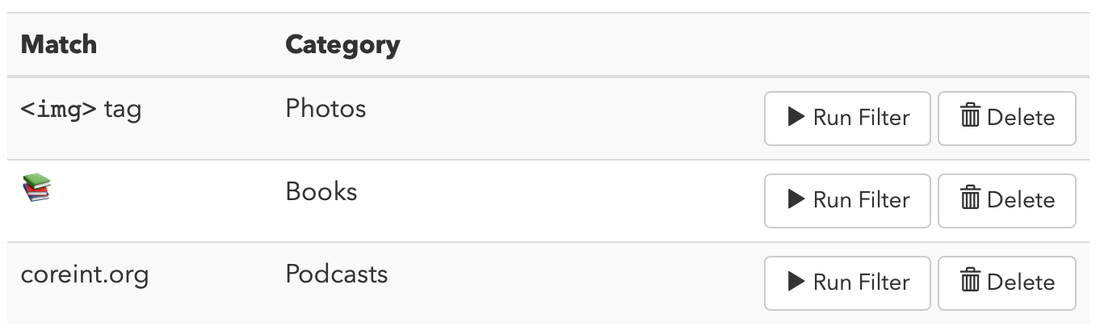 Match Category
<img> tag Photos Run Filter Delete
📚 Books Run Filter Delete
coreint.org Podcasts Run Filter Delete